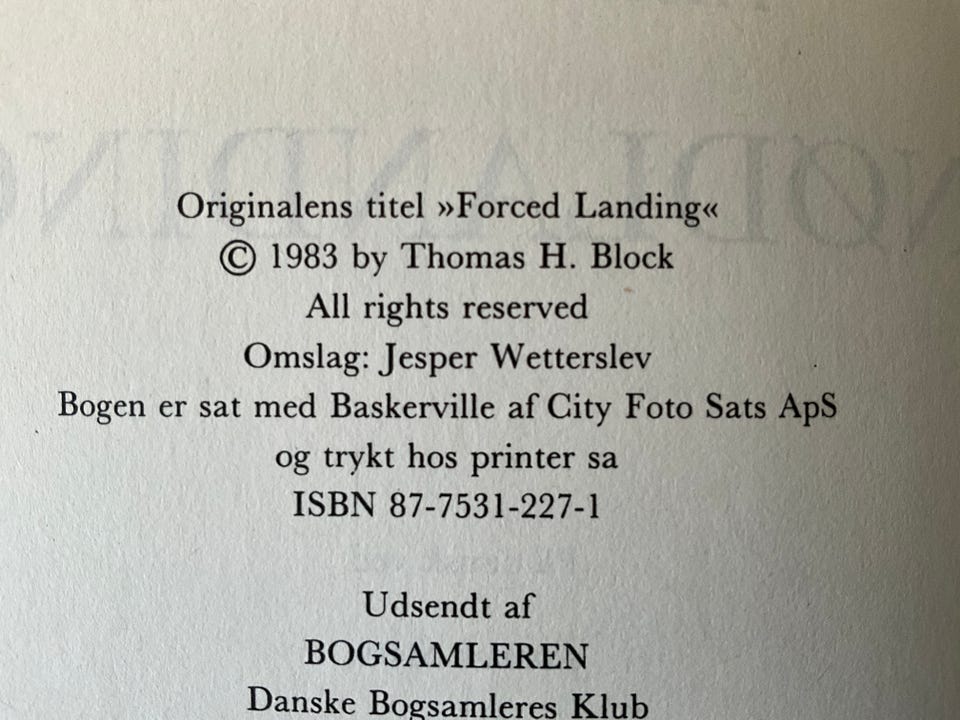 Originalens titel »Forced Landing«
© 1983 by Thomas H. Block
All rights reserved
Omslag: Jesper Wetterslev
Bogen er sat med Baskerville af City Foto Sats ApS
og trykt hos printer sa
ISBN 87-7531-227-1
Udsendt af
BOGSAMLEREN
Danske Bogsamleres Klub